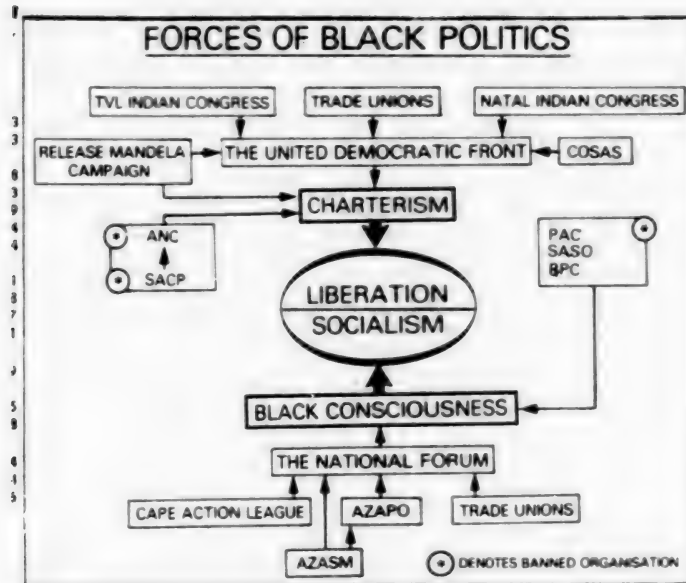 FORCES OF BLACK POLITICS
TVL INDIAN CONGRESS
TRADE UNIONS
NATAL INDIAN CONGRESS
RELEASE MANDELA
CAMPAIGN
THE UNITED DEMOCRATIC FRONT
COSAS
CHARTERISM
ANC
SACP
PAC
SASO
BPC
LIBERATION
SOCIALISM
BLACK CONSCIOUSNESS
THE NATIONAL FORUM
CAPE ACTION LEAGUE
AZAPO
TRADE UNIONS
AZASM
DENOTES BANNED ORGANISATION